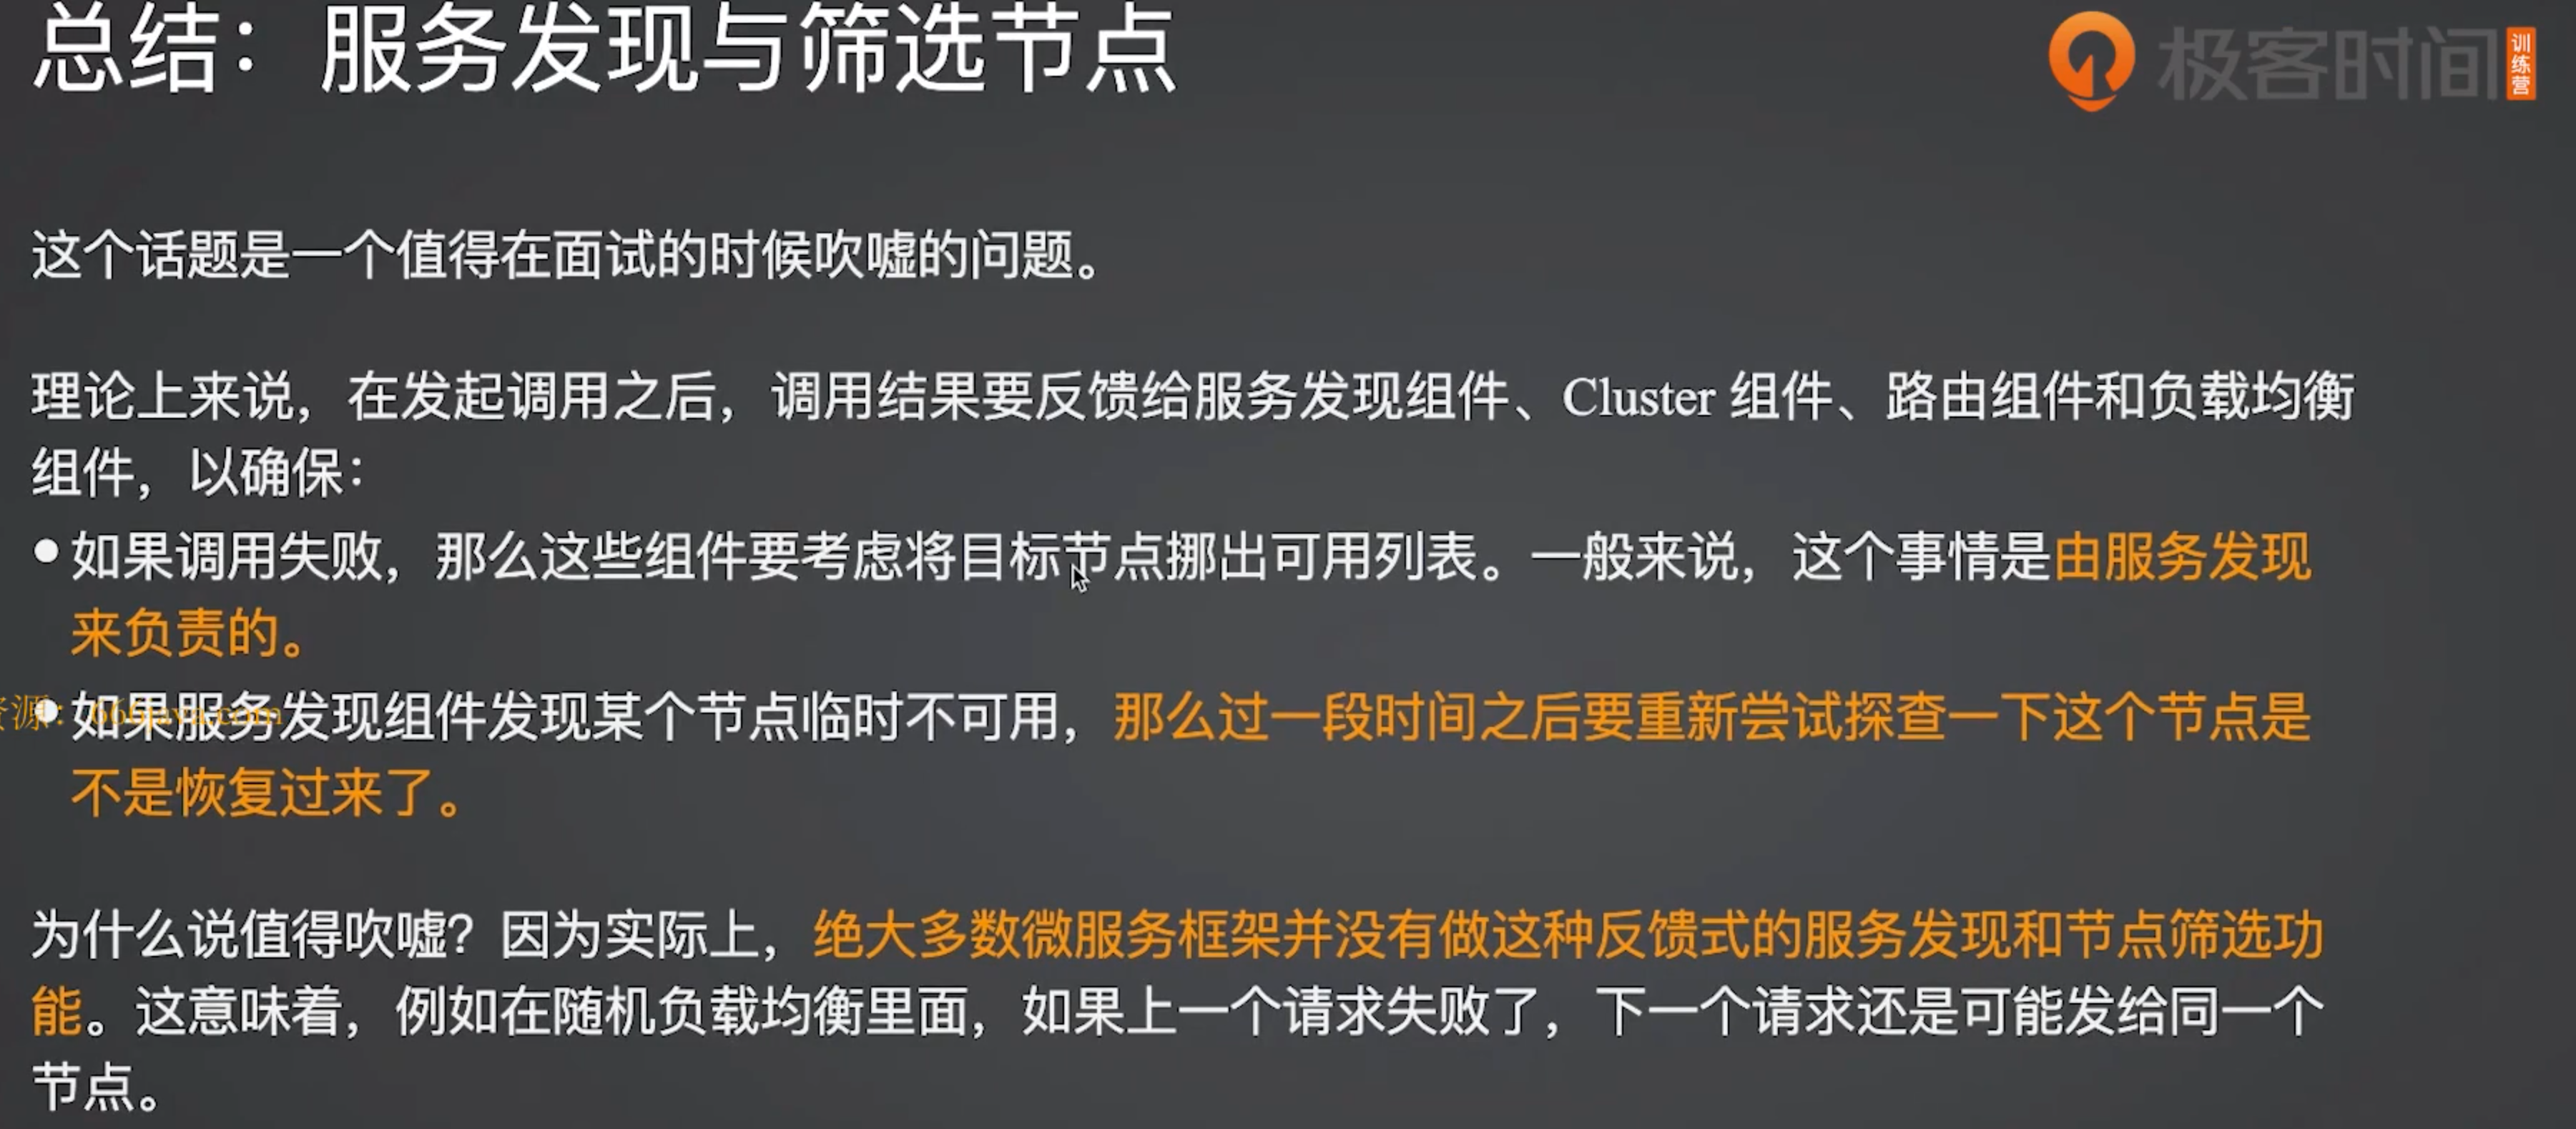 总结：服务发现与筛选节点
极客时间
训练营
这个话题是一个值得在面试的时候吹嘘的问题。
理论上来说，在发起调用之后，调用结果要反馈给服务发现组件、Cluster 组件、路由组件和负载均衡
组件，以确保：
●如果调用失败，那么这些组件要考虑将目标节点挪出可用列表。一般来说，这个事情是由服务发现
来负责的。
●如果服务发现组件发现某个节点临时不可用，那么过一段时间之后要重新尝试探查一下这个节点是
不是恢复过来了。
源：666java.com
为什么说值得吹嘘？因为实际上，绝大多数微服务框架并没有做这种反馈式的服务发现和节点筛选功
能。这意味着，例如在随机负载均衡里面，如果上一个请求失败了，下一个请求还是可能发给同一个
节点。